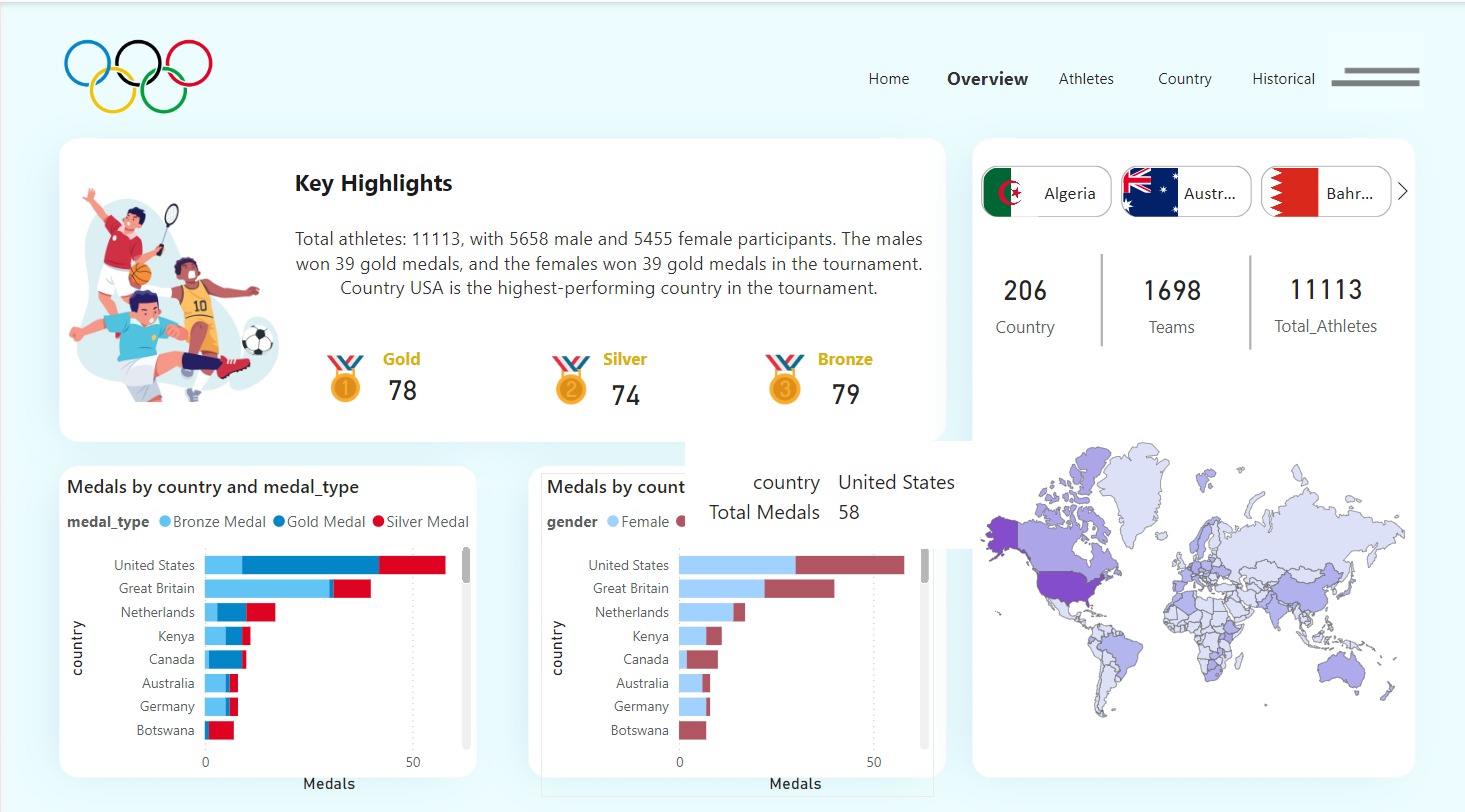 Home Overview Athletes Country Historical
Key Highlights
Total athletes: 11113, with 5658 male and 5455 female participants. The males
won 39 gold medals, and the females won 39 gold medals in the tournament.
Country USA is the highest-performing country in the tournament.
Gold
78
Silver
74
Bronze
79
10
1
2
3
Algeria
Austr...
Bahr...
206
Country
1698
Teams
11113
Total_Athletes
Medals by country and medal_type
medal_type Bronze Medal Gold Medal Silver Medal
country
United States
Great Britain
Netherlands
Kenya
Canada
Australia
Germany
Botswana
0 50
Medals
Medals by count
gender Female
country
United States
Great Britain
Netherlands
Kenya
Canada
Australia
Germany
Botswana
0 50
Medals
country United States
Total Medals 58